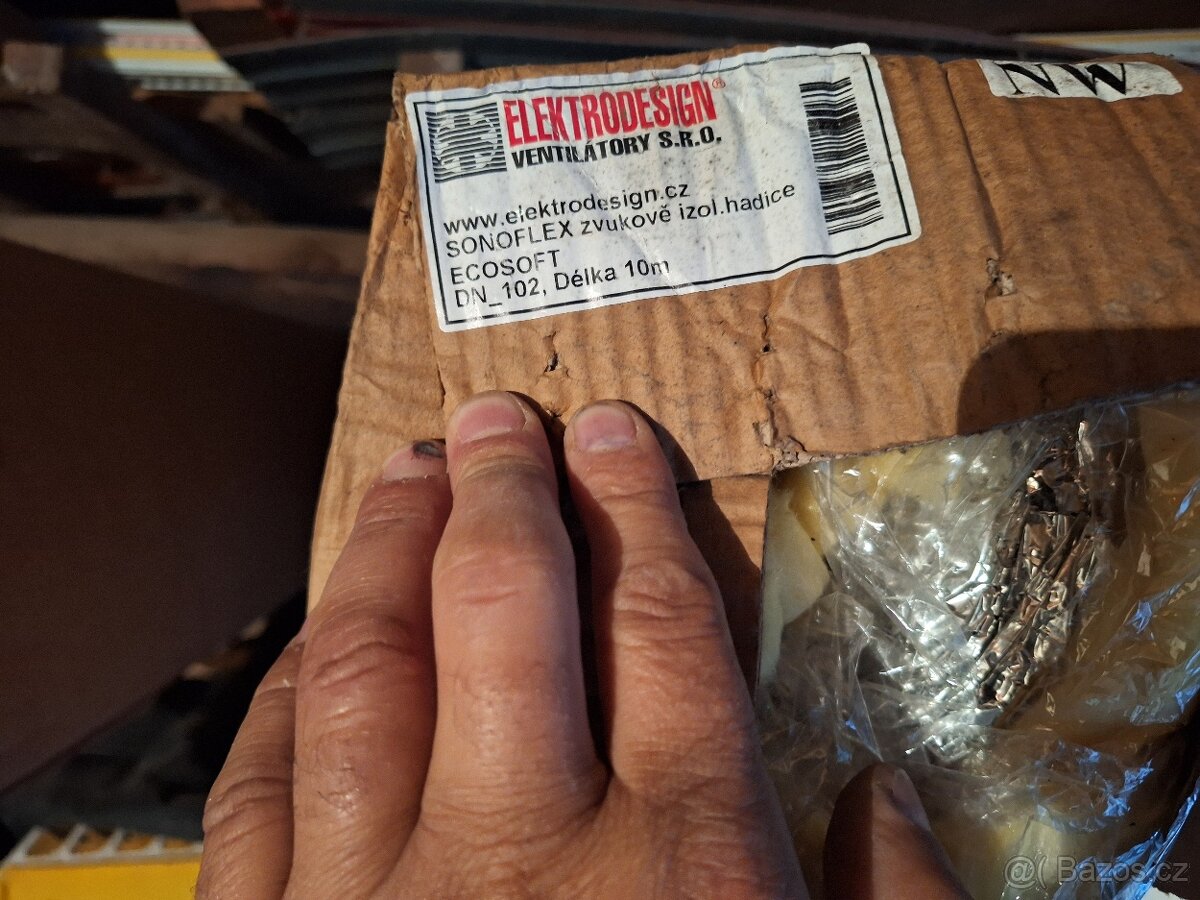 ELEKTRODESIGN®
VENTILÁTORY S.R.O.
www.elektrodesign.cz
SONOFLEX zvukově izol.hadice
ECOSOFT
DN_102, Délka 10m
NW
@( Bazos.cz